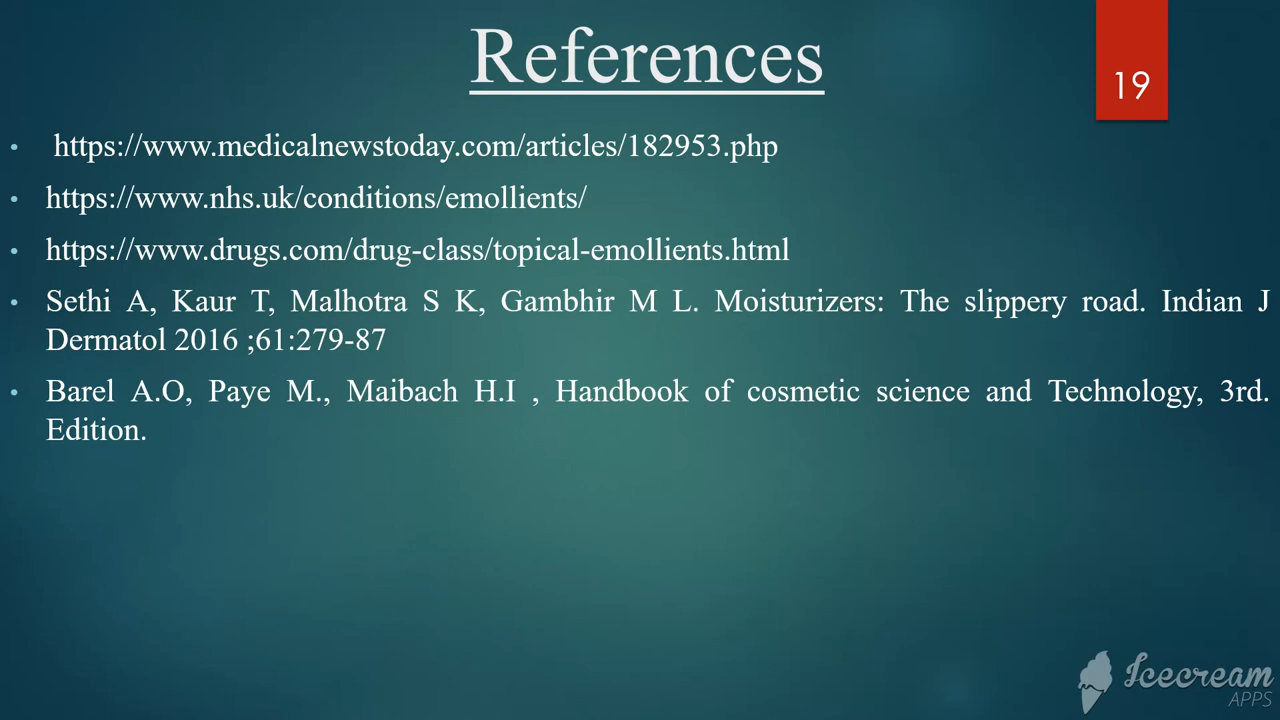 References
19
• https://www.medicalnewstoday.com/articles/182953.php
• https://www.nhs.uk/conditions/emollients/
• https://www.drugs.com/drug-class/topical-emollients.html
• Sethi A, Kaur T, Malhotra S K, Gambhir M L. Moisturizers: The slippery road. Indian J
Dermatol 2016 ;61:279-87
• Barel A.O, Paye M., Maibach H.I , Handbook of cosmetic science and Technology, 3rd.
Edition.
Icecream
APPS